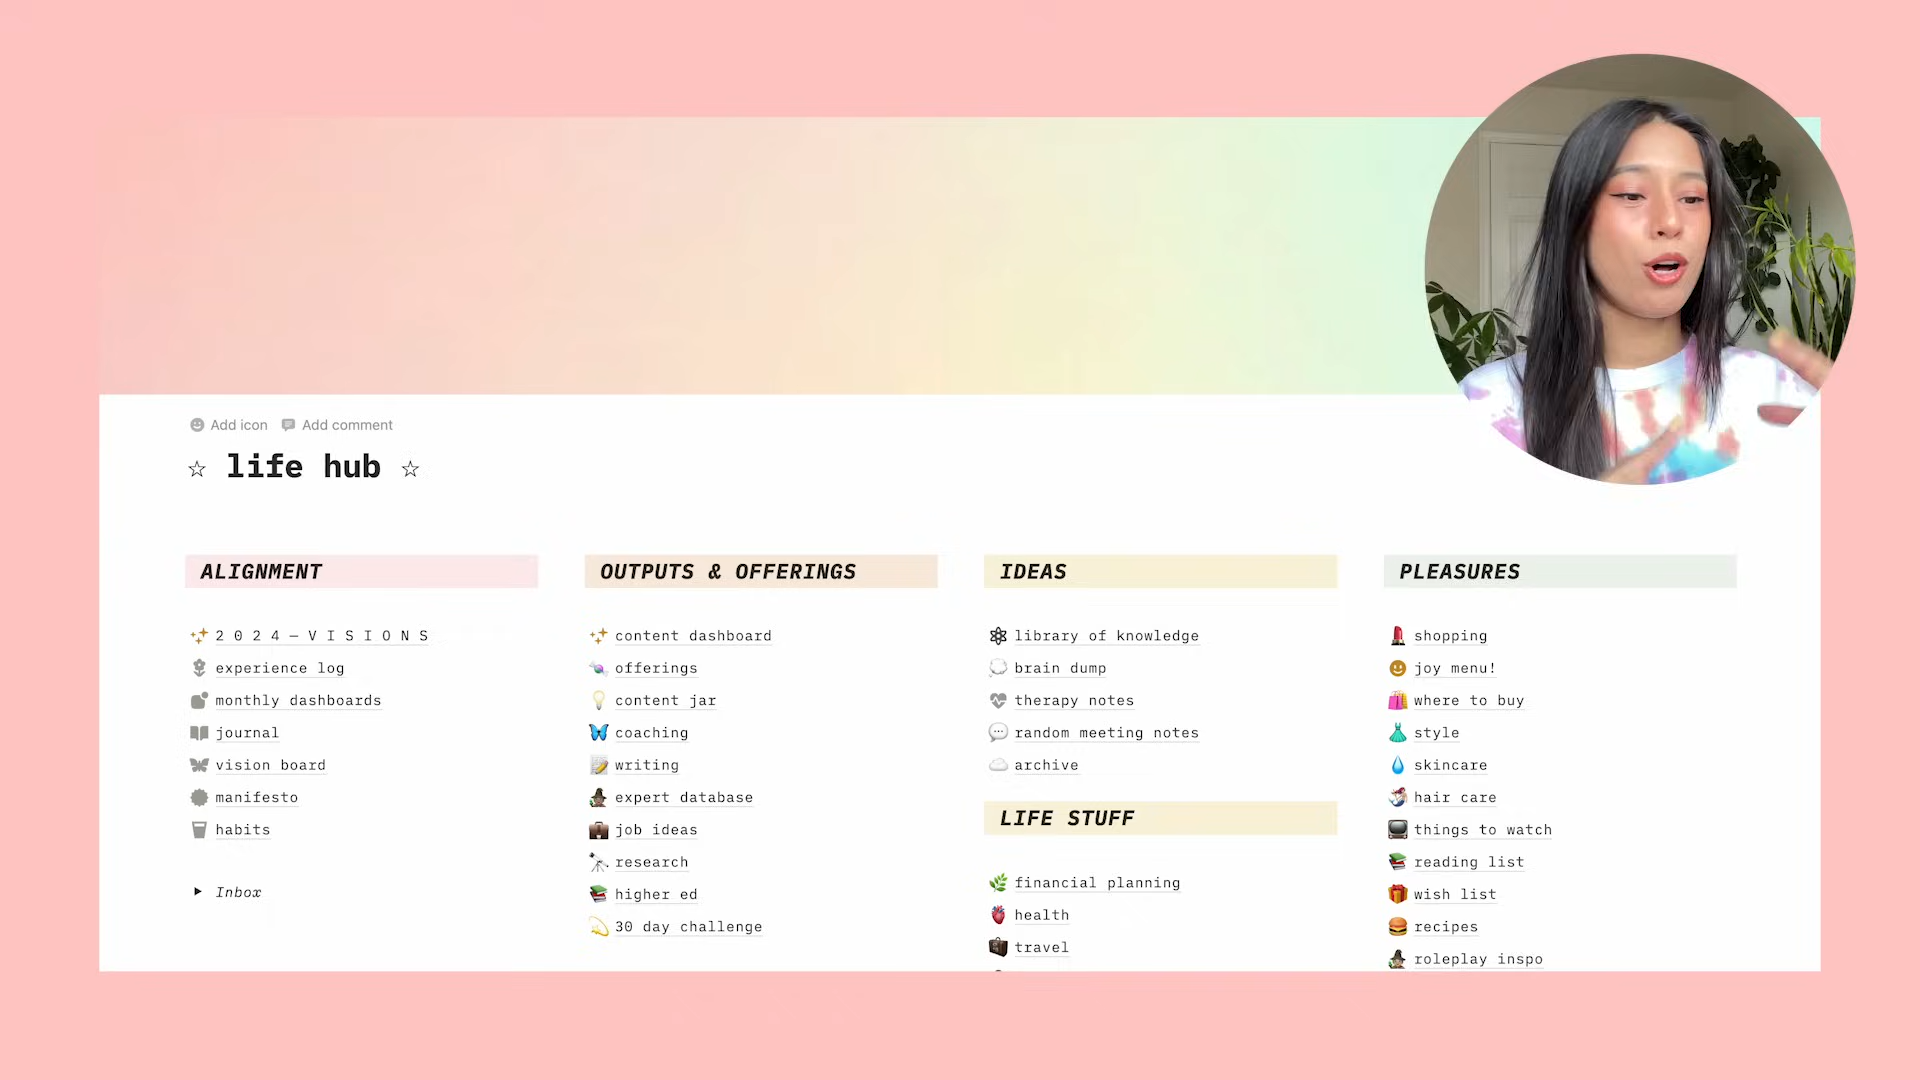 Add icon Add comment
☆ life hub ☆
ALIGNMENT
2 0 2 4 — V I S I O N S
experience log
monthly dashboards
journal
vision board
manifesto
habits
Inbox
OUTPUTS & OFFERINGS
content dashboard
offerings
content jar
coaching
writing
expert database
job ideas
research
higher ed
30 day challenge
IDEAS
library of knowledge
brain dump
therapy notes
random meeting notes
archive
LIFE STUFF
financial planning
health
travel
PLEASURES
shopping
joy menu!
where to buy
style
skincare
hair care
things to watch
reading list
wish list
recipes
roleplay inspo